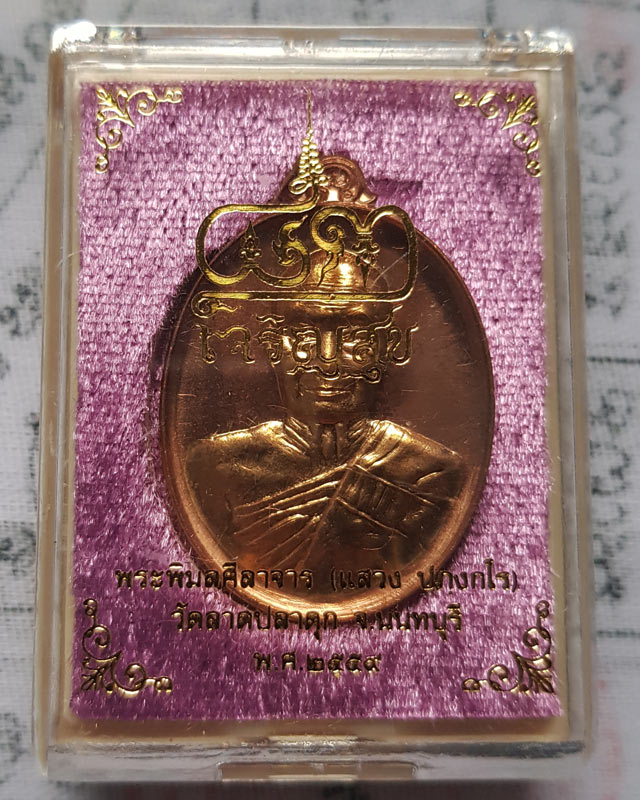 เจริญสุข
พระพิมลศีลาจาร (แสวง ปภงฺกโร)
วัดลาดปลาดุก จ.นนทบุรี
พ.ศ.๒๕๕๙